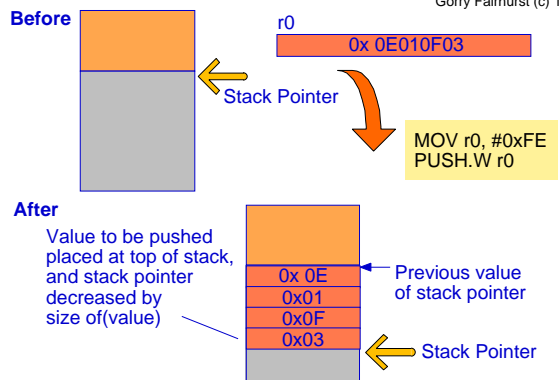 Gorry Fairhurst (c) 1
Before
r0
0x 0E010F03
Stack Pointer
MOV r0, #0xFE
PUSH.W r0
After
Value to be pushed
placed at top of stack,
and stack pointer
decreased by
size of(value)
0x 0E
0x01
0x0F
0x03
Previous value
of stack pointer
Stack Pointer